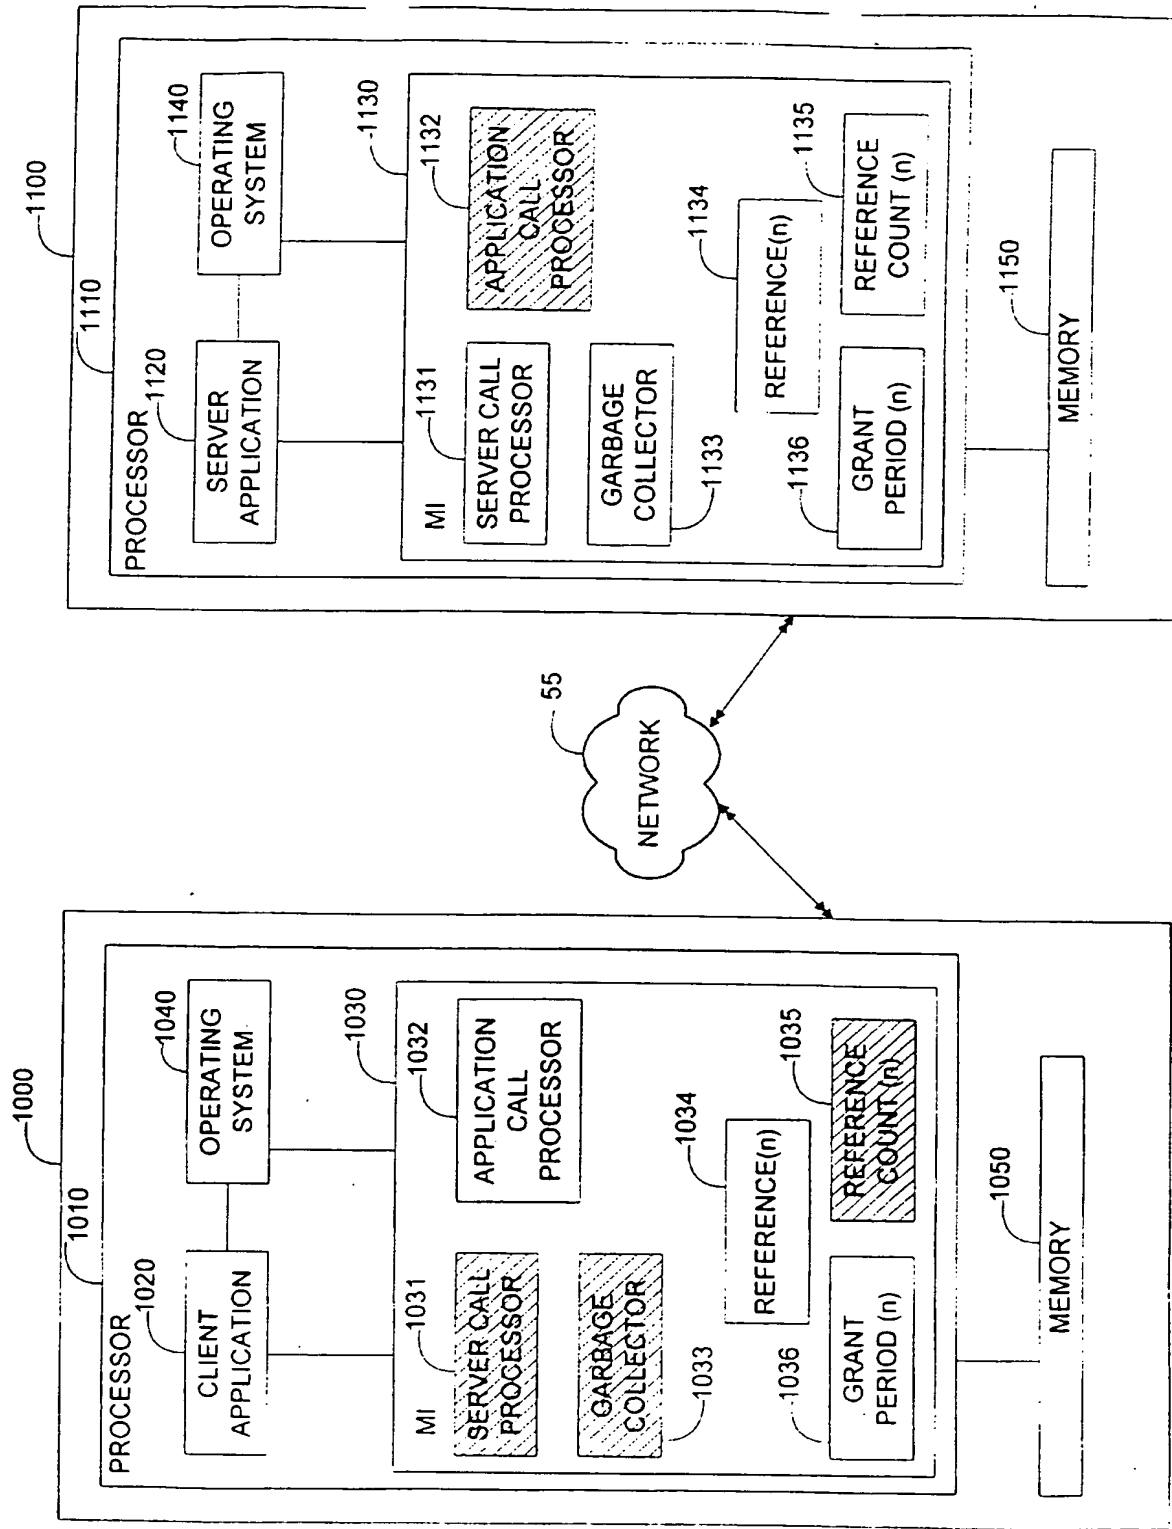 1000
1010
PROCESSOR
1020
CLIENT
APPLICATION
1040
OPERATING
SYSTEM
1030
MI
1031
SERVER CALL
PROCESSOR
1032
APPLICATION
CALL
PROCESSOR
GARBAGE
COLLECTOR
1033
1034
REFERENCE(n)
1036
GRANT
PERIOD (n)
1035
REFERENCE
COUNT (n)
1050
MEMORY
55
NETWORK
1100
1110
PROCESSOR
1120
SERVER
APPLICATION
1140
OPERATING
SYSTEM
1130
MI
1131
SERVER CALL
PROCESSOR
1132
APPLICATION
CALL
PROCESSOR
GARBAGE
COLLECTOR
1133
1134
REFERENCE(n)
1136
GRANT
PERIOD (n)
1135
REFERENCE
COUNT (n)
1150
MEMORY